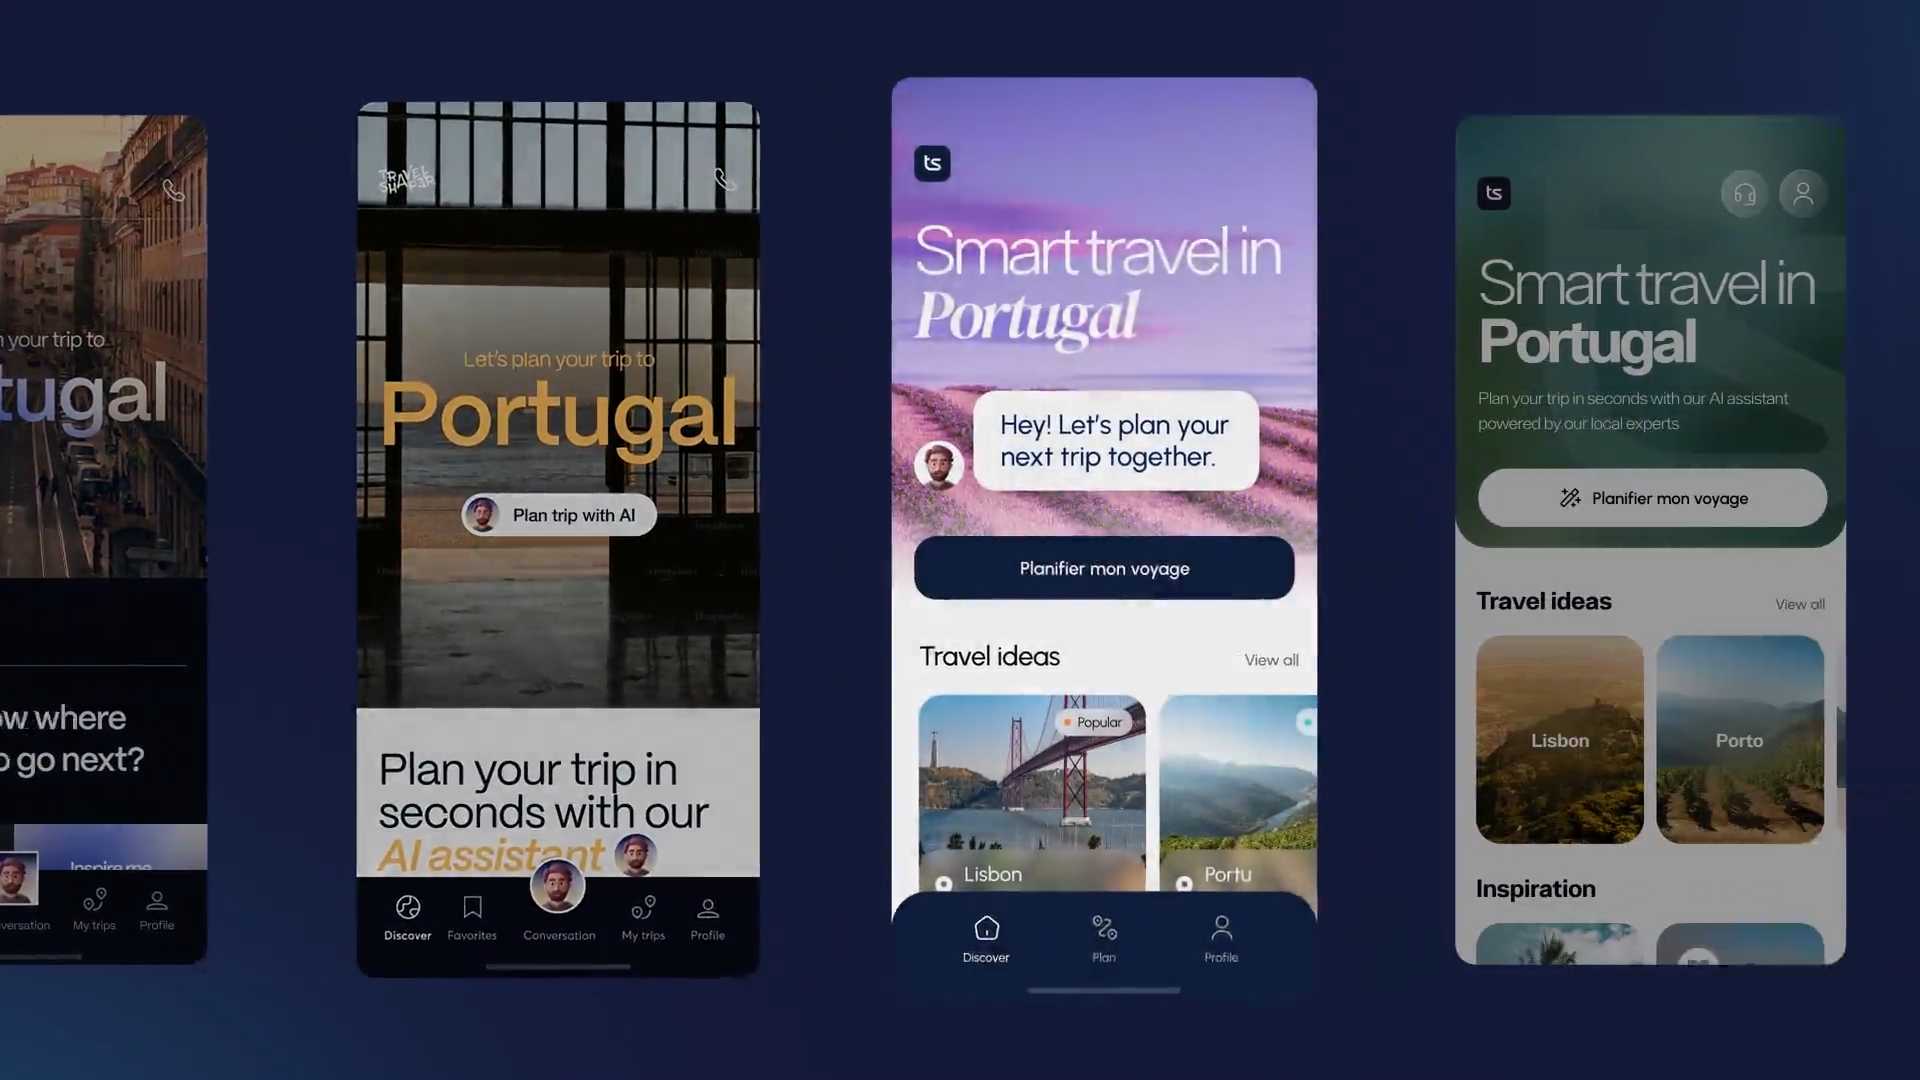 n your trip to
tugal
ow where
o go next?
Inspire me
versation
My trips
Profile
TRAVEL
SHAPER
Let's plan your trip to
Portugal
Plan trip with AI
Plan your trip in
seconds with our
AI assistant
Discover
Favorites
Conversation
My trips
Profile
ts
Smart travel in
Portugal
Hey! Let's plan your
next trip together.
Planifier mon voyage
Travel ideas
View all
Popular
Lisbon
Portu
Discover
Plan
Profile
ts
Smart travel in
Portugal
Plan your trip in seconds with our AI assistant
powered by our local experts
Planifier mon voyage
Travel ideas
View all
Lisbon
Porto
Inspiration